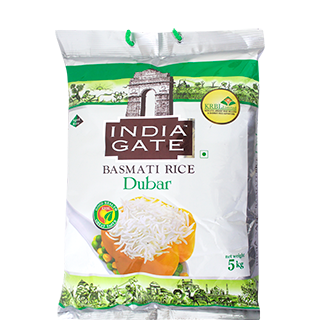 KRBL
INDIA
GATE
BASMATI RICE
Dubar
net weight
5kg